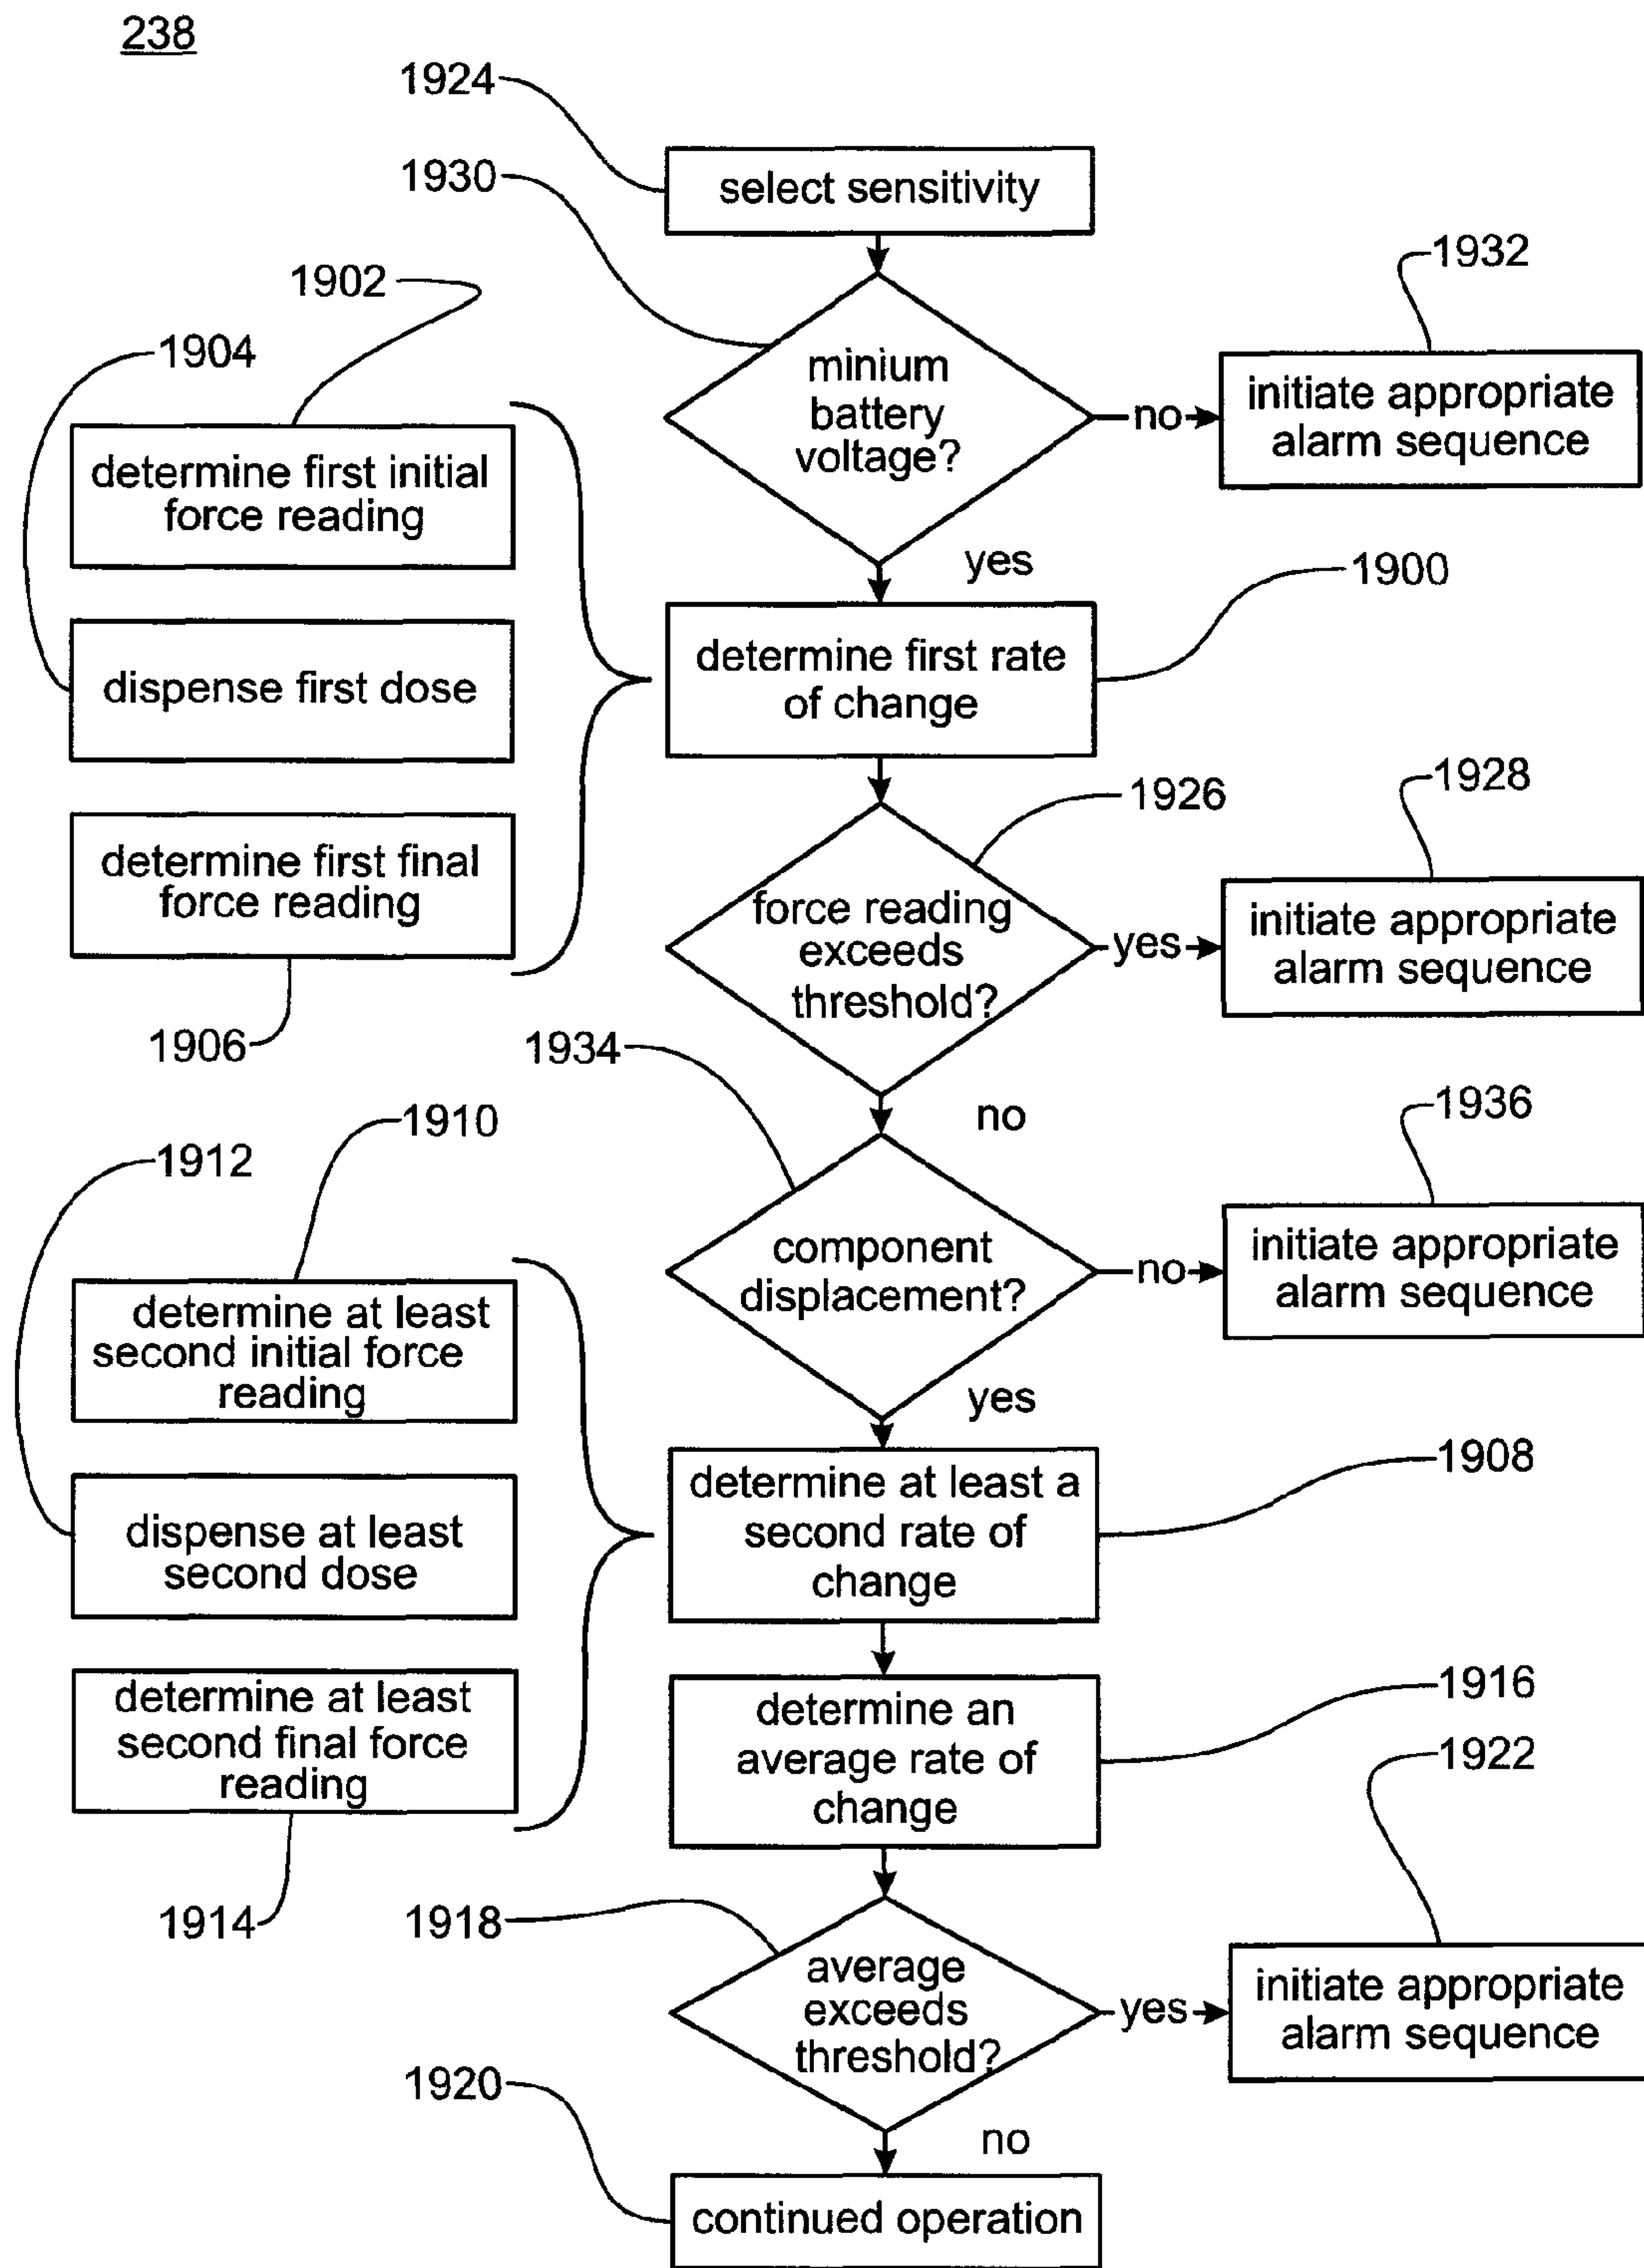 238
1924
select sensitivity
1930
1932
1902
minium
battery
voltage?
no
initiate appropriate
alarm sequence
1904
determine first initial
force reading
yes
1900
dispense first dose
determine first rate
of change
1928
1926
determine first final
force reading
force reading
exceeds
threshold?
yes
initiate appropriate
alarm sequence
1906
1934
no
1936
1910
1912
component
displacement?
no
initiate appropriate
alarm sequence
determine at least
second initial force
reading
yes
1908
determine at least a
second rate of
change
dispense at least
second dose
1916
determine an
average rate of
change
determine at least
second final force
reading
1922
1914
1918
average
exceeds
threshold?
yes
initiate appropriate
alarm sequence
1920
no
continued operation